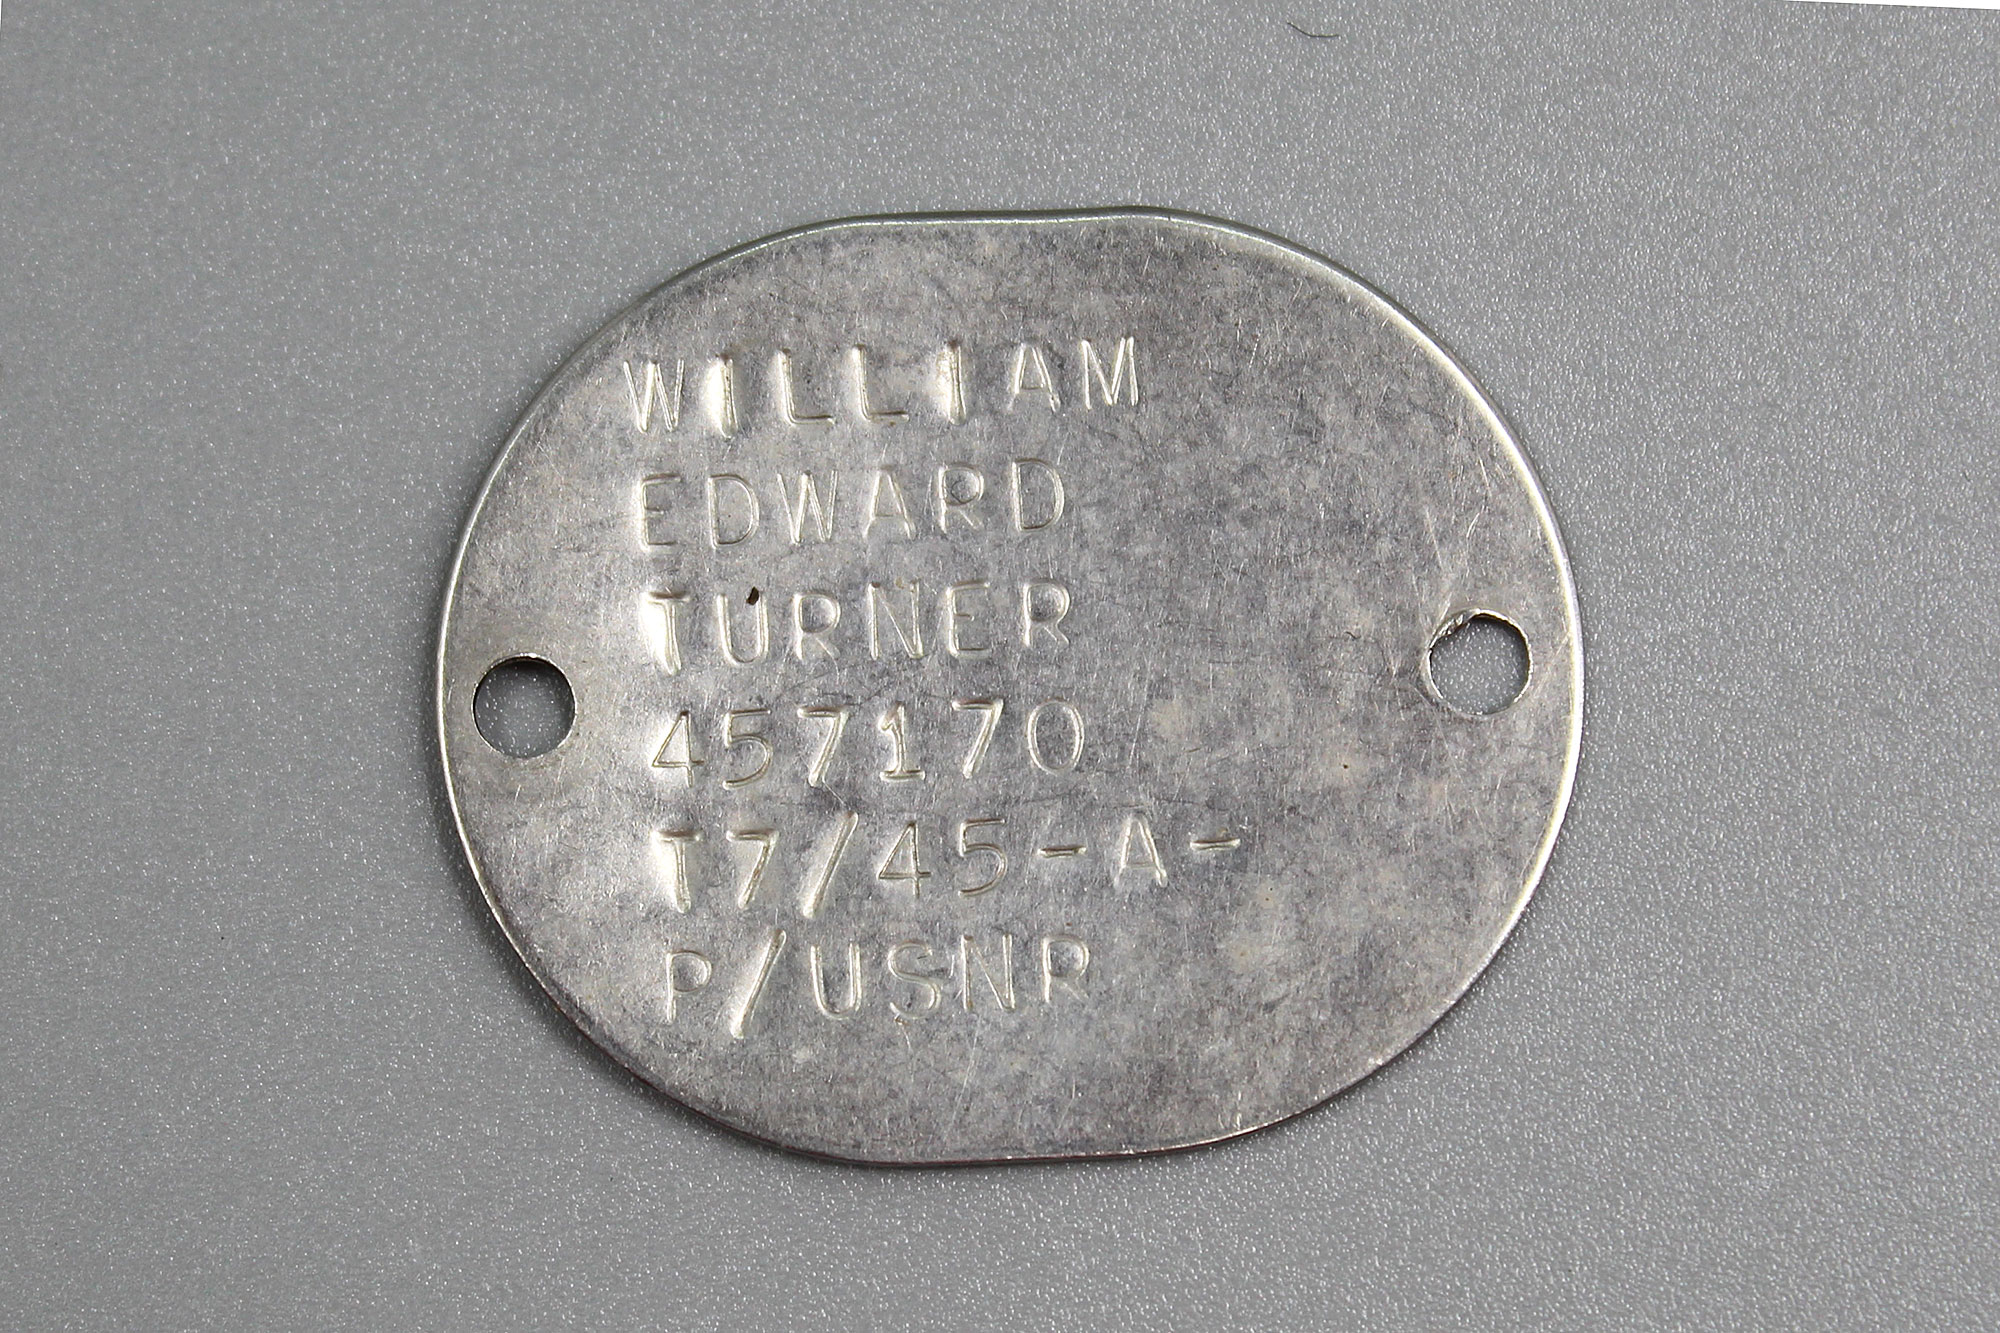 WILLIAM
EDWARD
TURNER
457170
T7/45-A-
P/USNR